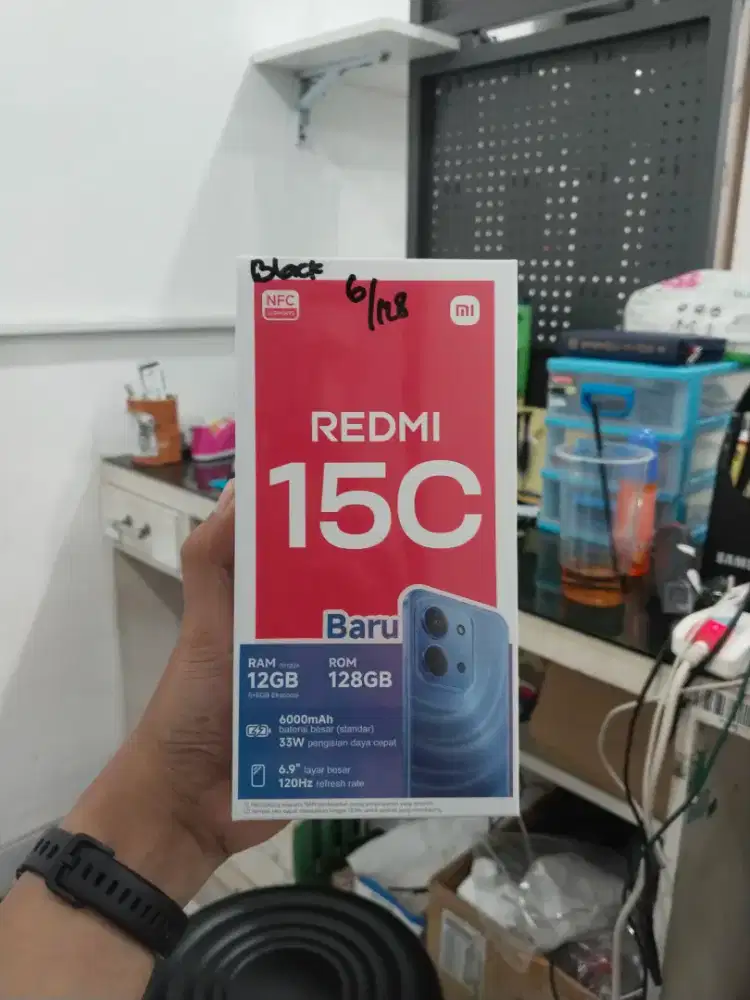 Black
6/128
NFC
mi
REDMI
15C
Baru
RAM
12GB
ROM
128GB
6000mAh
baterai besar (standar)
33W pengisian daya cepat
6.9" layar besar
120Hz refresh rate
SAM